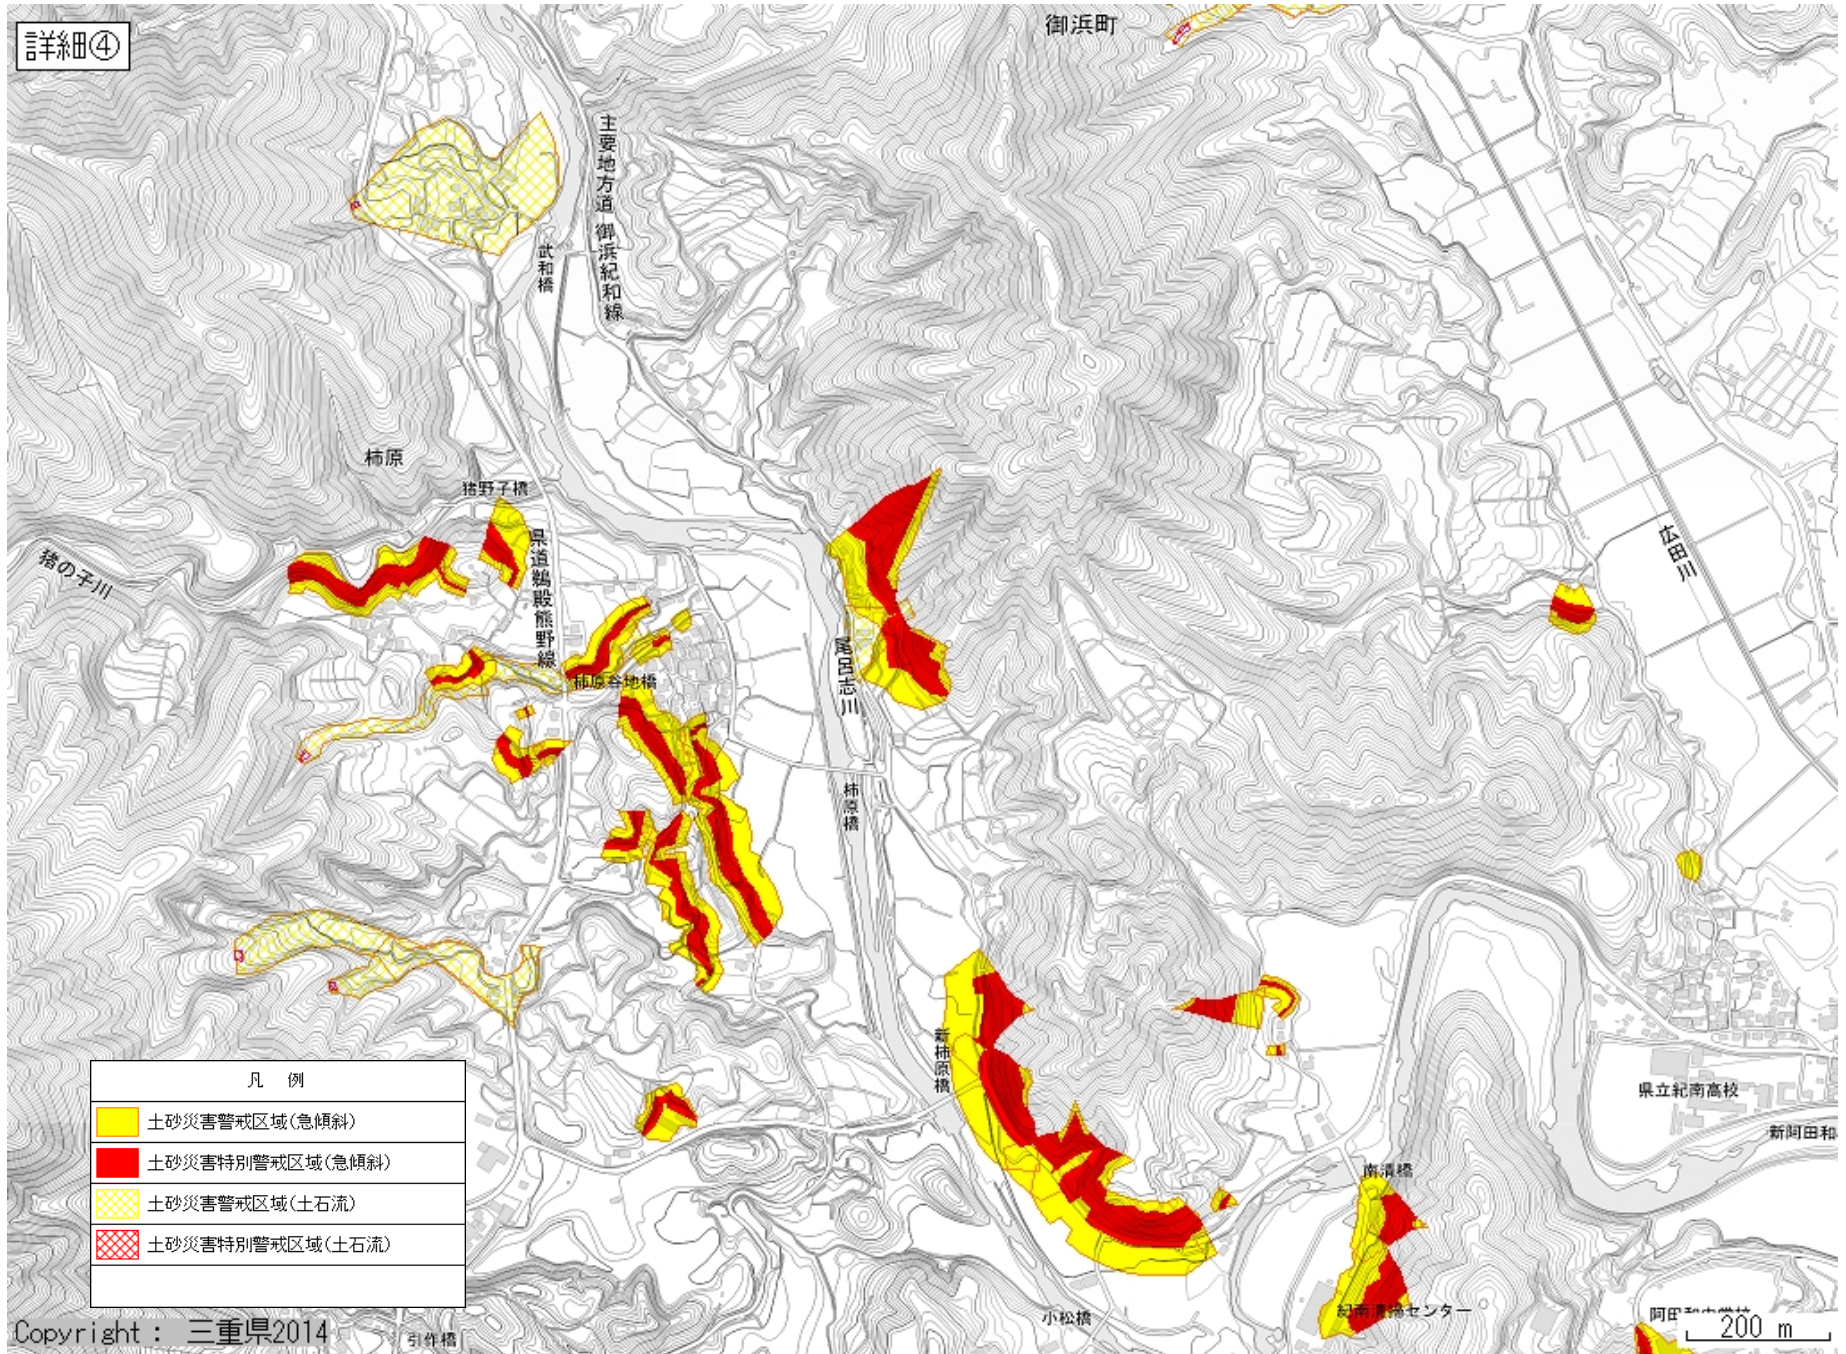 詳細④
御浜町
主要地方道 御浜紀和線
武和橋
柿原
猪野子橋
猪の子川
県道鵜殿熊野線
広田川
尾呂志川
柿原谷地橋
柿原橋
新柿原橋
県立紀南高校
新阿田和
南清橋
紀南清掃センター
小松橋
引作橋
凡 例
土砂災害警戒区域(急傾斜)
土砂災害特別警戒区域(急傾斜)
土砂災害警戒区域(土石流)
土砂災害特別警戒区域(土石流)
Copyright : 三重県2014
200 m